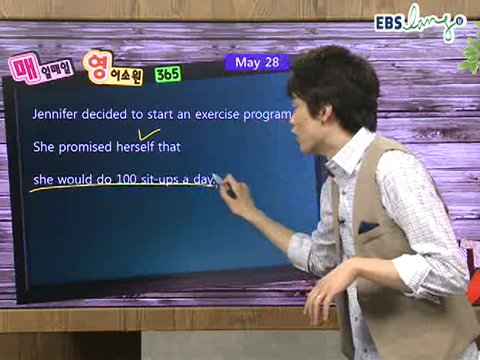 EBS lang
매일매일
영어소원
365
May 28
Jennifer decided to start an exercise program.
She promised herself that
she would do 100 sit-ups a day.